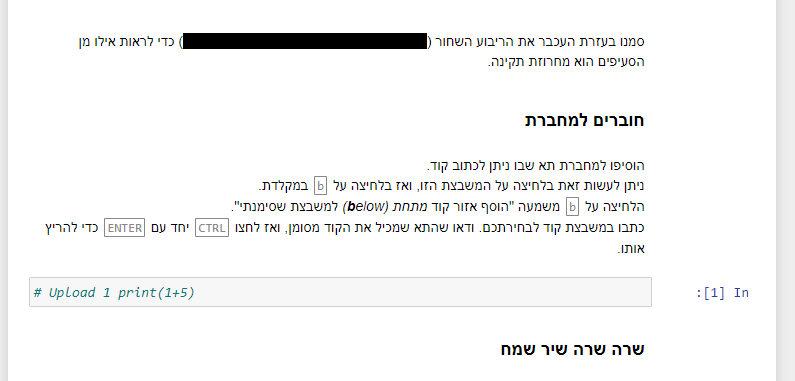 סמנו בעזרת העכבר את הריבוע השחור () כדי לראות אילו מן
הסעיפים הוא מחרוזת תקינה.
חוברים למחברת
הוסיפו למחברת תא שבו ניתן לכתוב קוד.
ניתן לעשות זאת בלחיצה על המשבצת הזו, ואז בלחיצה על b במקלדת.
הלחיצה על b משמעה "הוסף אזור קוד מתחת (below) למשבצת שסימנתי".
כתבו במשבצת קוד לבחירתכם. ודאו שהתא שמכיל את הקוד מסומן, ואז לחצו CTRL יחד עם ENTER כדי להריץ
אותו.
In [1]:
# Upload 1 print(1+5)
שרה שרה שיר שמח